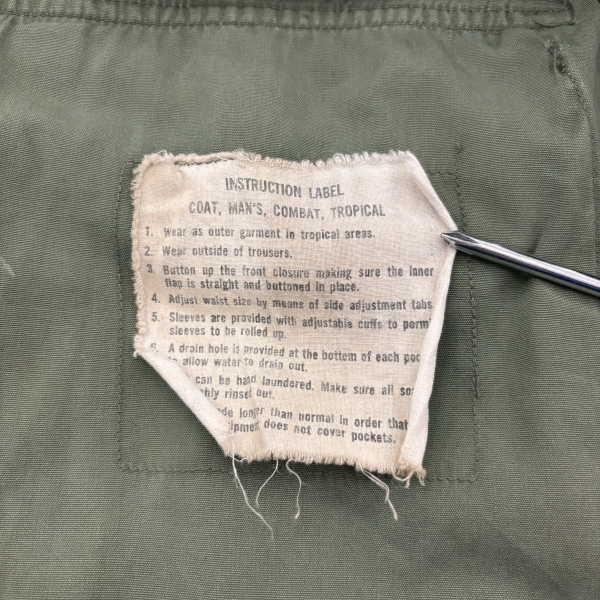 INSTRUCTION LABEL
COAT, MAN'S, COMBAT, TROPICAL
1. Wear as outer garment in tropical areas.
2. Wear outside of trousers.
3. Button up the front closure making sure the inner
flap is straight and buttoned in place.
4. Adjust waist size by means of side adjustment tabs
5. Sleeves are provided with adjustable cuffs to perm
sleeves to be rolled up.
6. A drain hole is provided at the bottom of each poc
to allow water to drain out.
can be hand laundered. Make sure all so
ghly rinsed out.
de longer than normal in order that
ipment does not cover pockets.